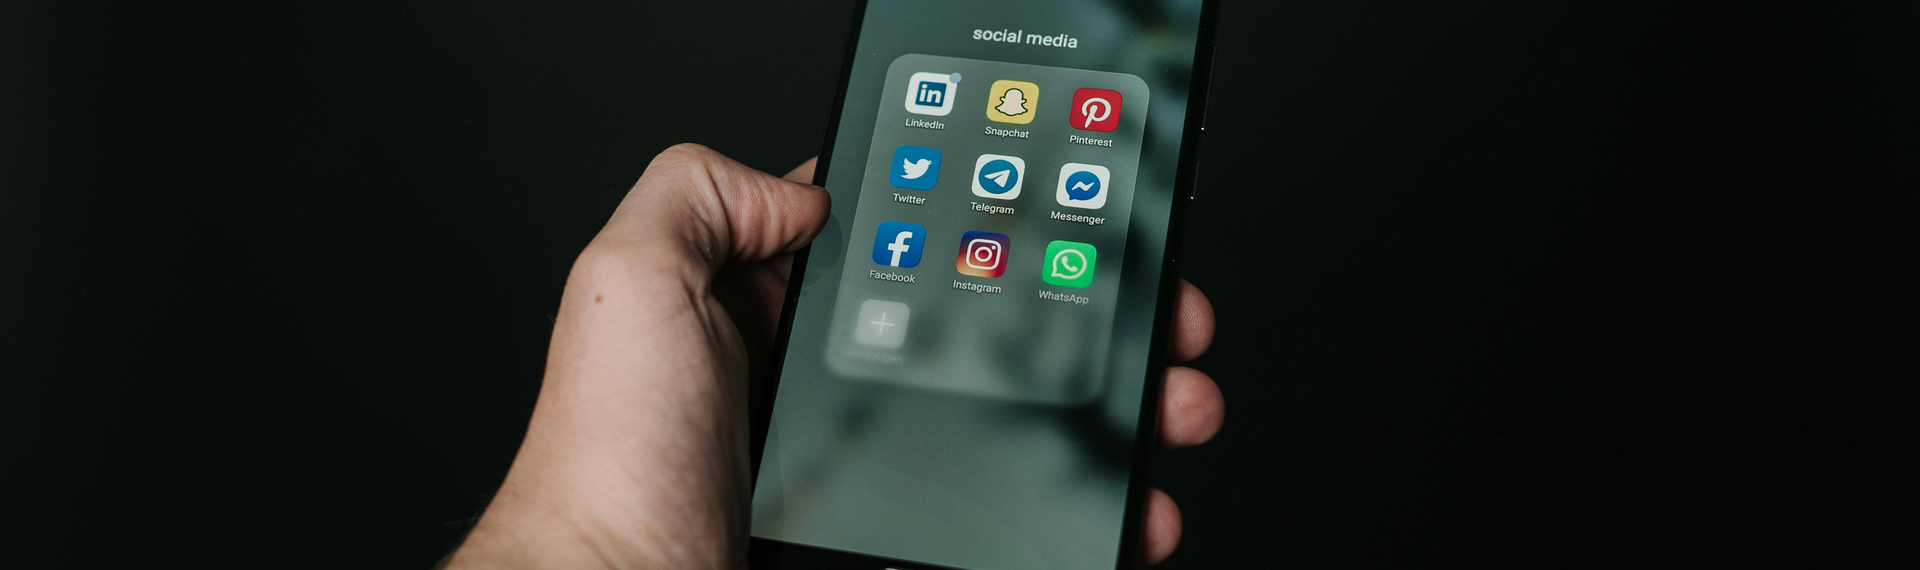 social media
LinkedIn
Snapchat
Pinterest
Twitter
Telegram
Messenger
Facebook
Instagram
WhatsApp